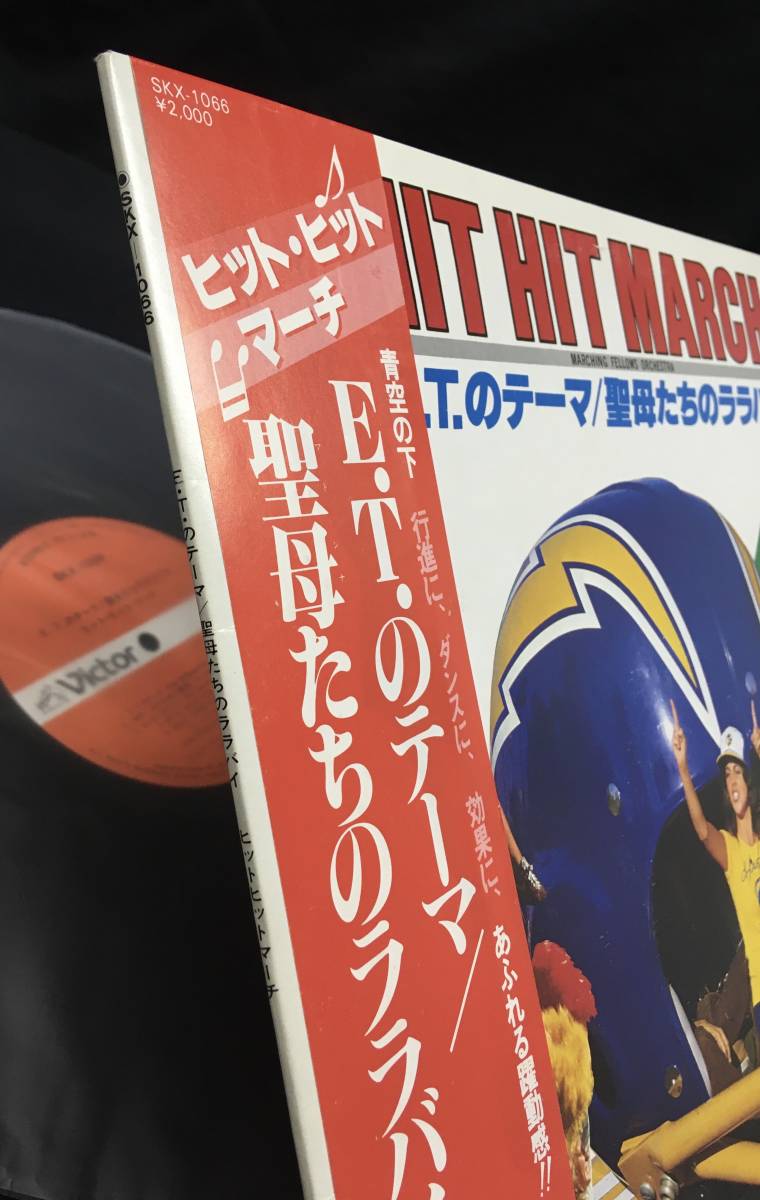 SKX-1066
¥2,000
ヒット・ヒット
マーチ
青空の下 行進に、ダンスに、 効果に、 あふれる躍動感!!
E.T.のテーマ/
聖母たちのララバイ
HIT HIT MARCH
MARCHING FELLOWS ORCHESTRA
.T.のテーマ/聖母たちのララバ
SKX-1066
E・T・のテーマ/聖母たちのララバイ ヒット・ヒットマーチ
Victor